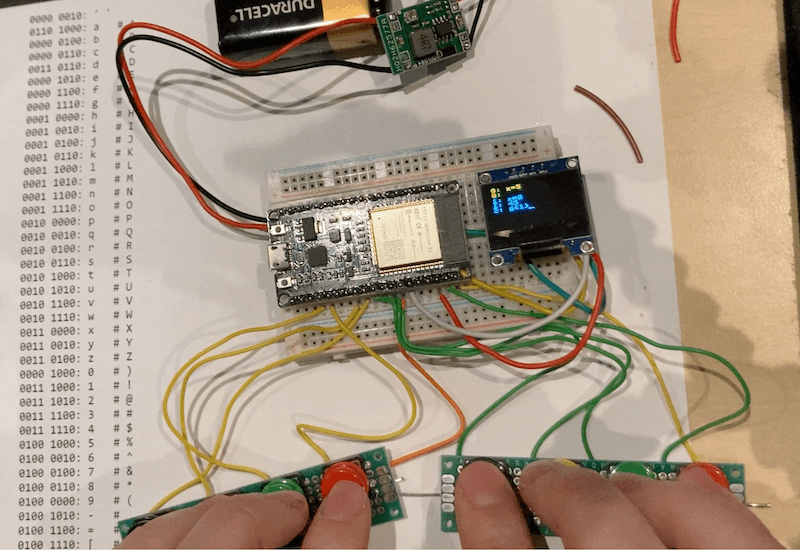 0000 0010: ' '
0110 1000: a #
0000 0100: b #
0000 0110: c # C
0011 0110: d # D
0000 1010: e #
0000 1100: f #
0000 1110: g #
0001 0000: h # H
0001 0010: i # I
0001 0100: j # J
0001 0110: k # K
0001 1000: l # L
0001 1010: m # M
0001 1100: n # N
0001 1110: o # O
0010 0000: p # P
0010 0010: q # Q
0010 0100: r # R
0010 0110: s # S
0010 1000: t # T
0010 1010: u # U
0010 1100: v # V
0010 1110: w # W
0011 0000: x # X
0011 0010: y # Y
0011 0100: z # Z
0000 1000: 0 # )
0011 1000: 1 # !
0011 1010: 2 # @
0011 1100: 3 # #
0011 1110: 4 # $
0100 1000: 5 # %
0100 0010: 6 # ^
0100 0100: 7 # &
0100 0110: 8 # *
0100 0000: 9 # (
0100 1010: - #
0100 1100: = #
0100 1110: [ #
DURACELL
x=5